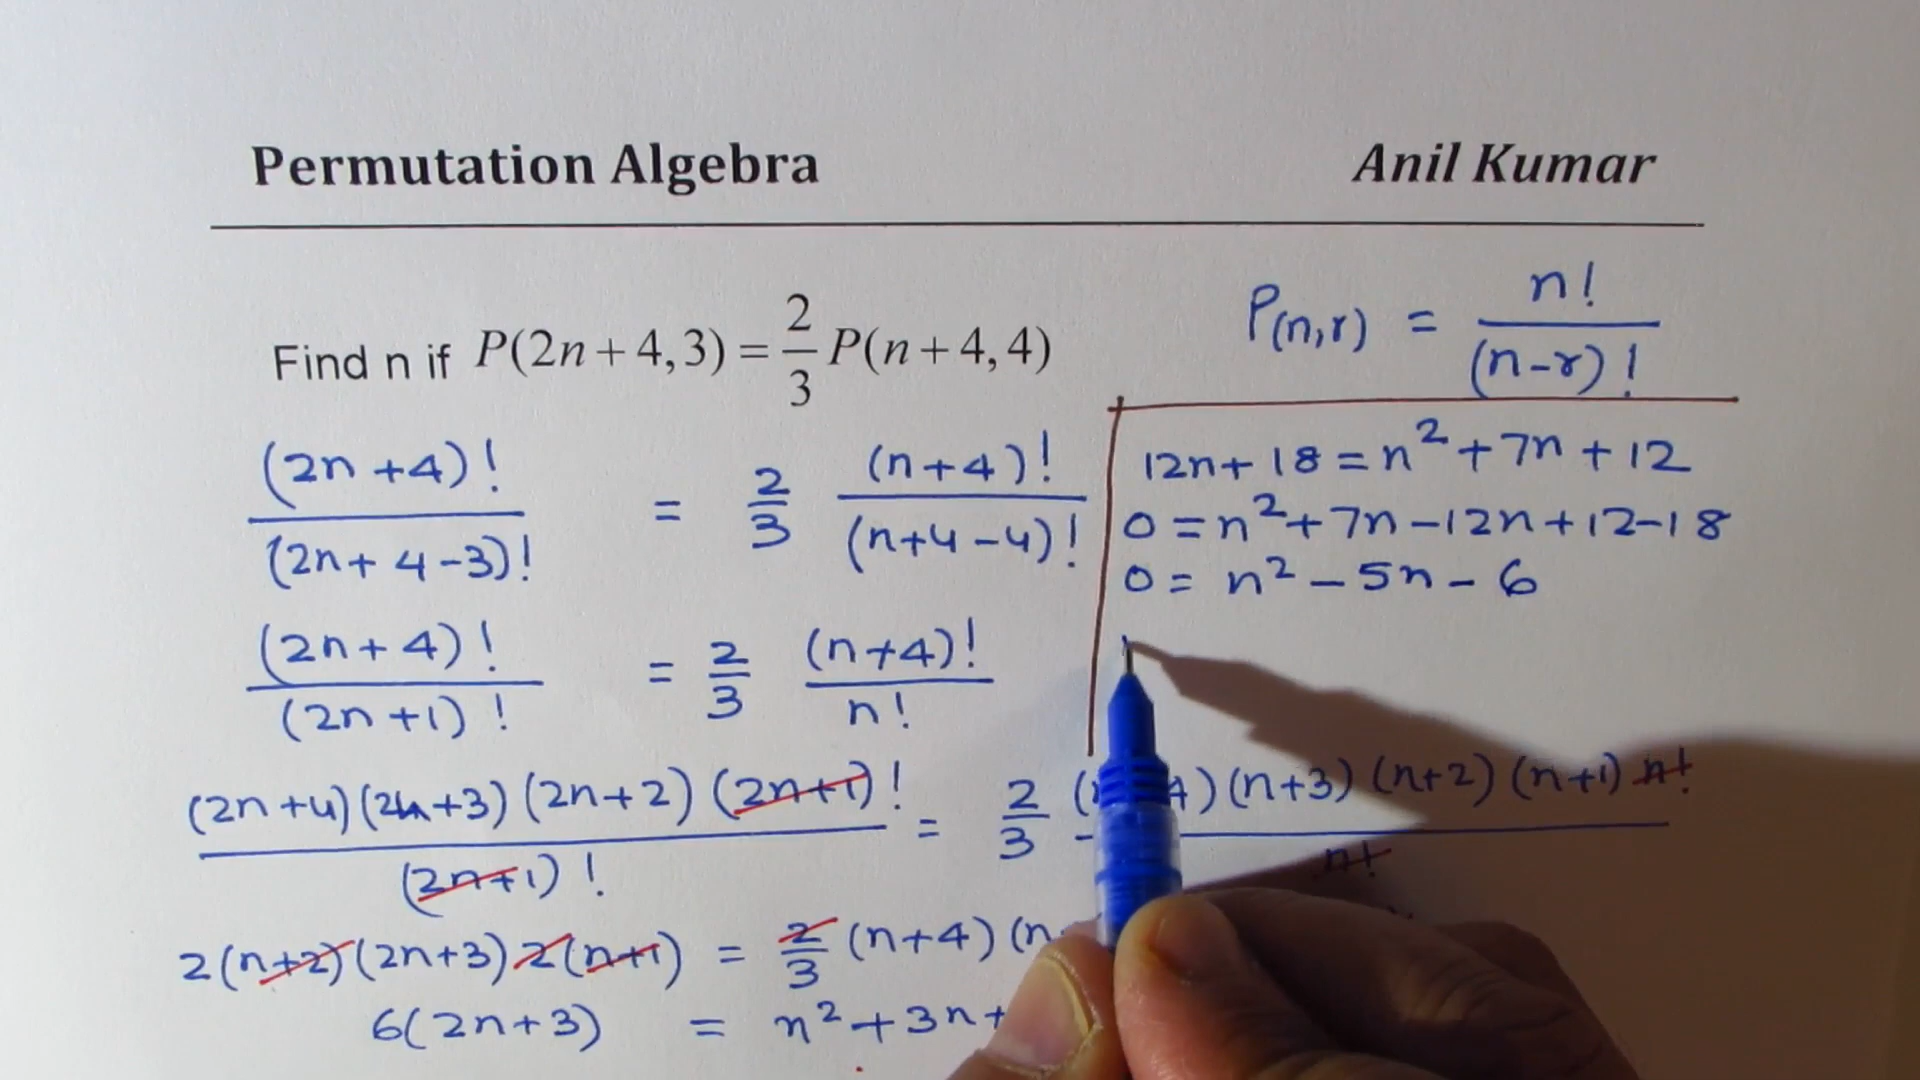 Permutation Algebra
Anil Kumar
Find n if P(2n+4,3) = 2/3 P(n+4,4)
P(n,r) = n! / (n-r)!
(2n+4)! / (2n+4-3)! = 2/3 (n+4)! / (n+4-4)!
(2n+4)! / (2n+1)! = 2/3 (n+4)! / n!
(2n+4)(2n+3)(2n+2)(2n+1)! / (2n+1)! = 2/3 (n+3)(n+2)(n+1)n! / n!
2(n+2)(2n+3)2(n+1) = 2/3 (n+4)(n
6(2n+3) = n²+3n+
12n+18 = n²+7n+12
0 = n²+7n-12n+12-18
0 = n²-5n-6